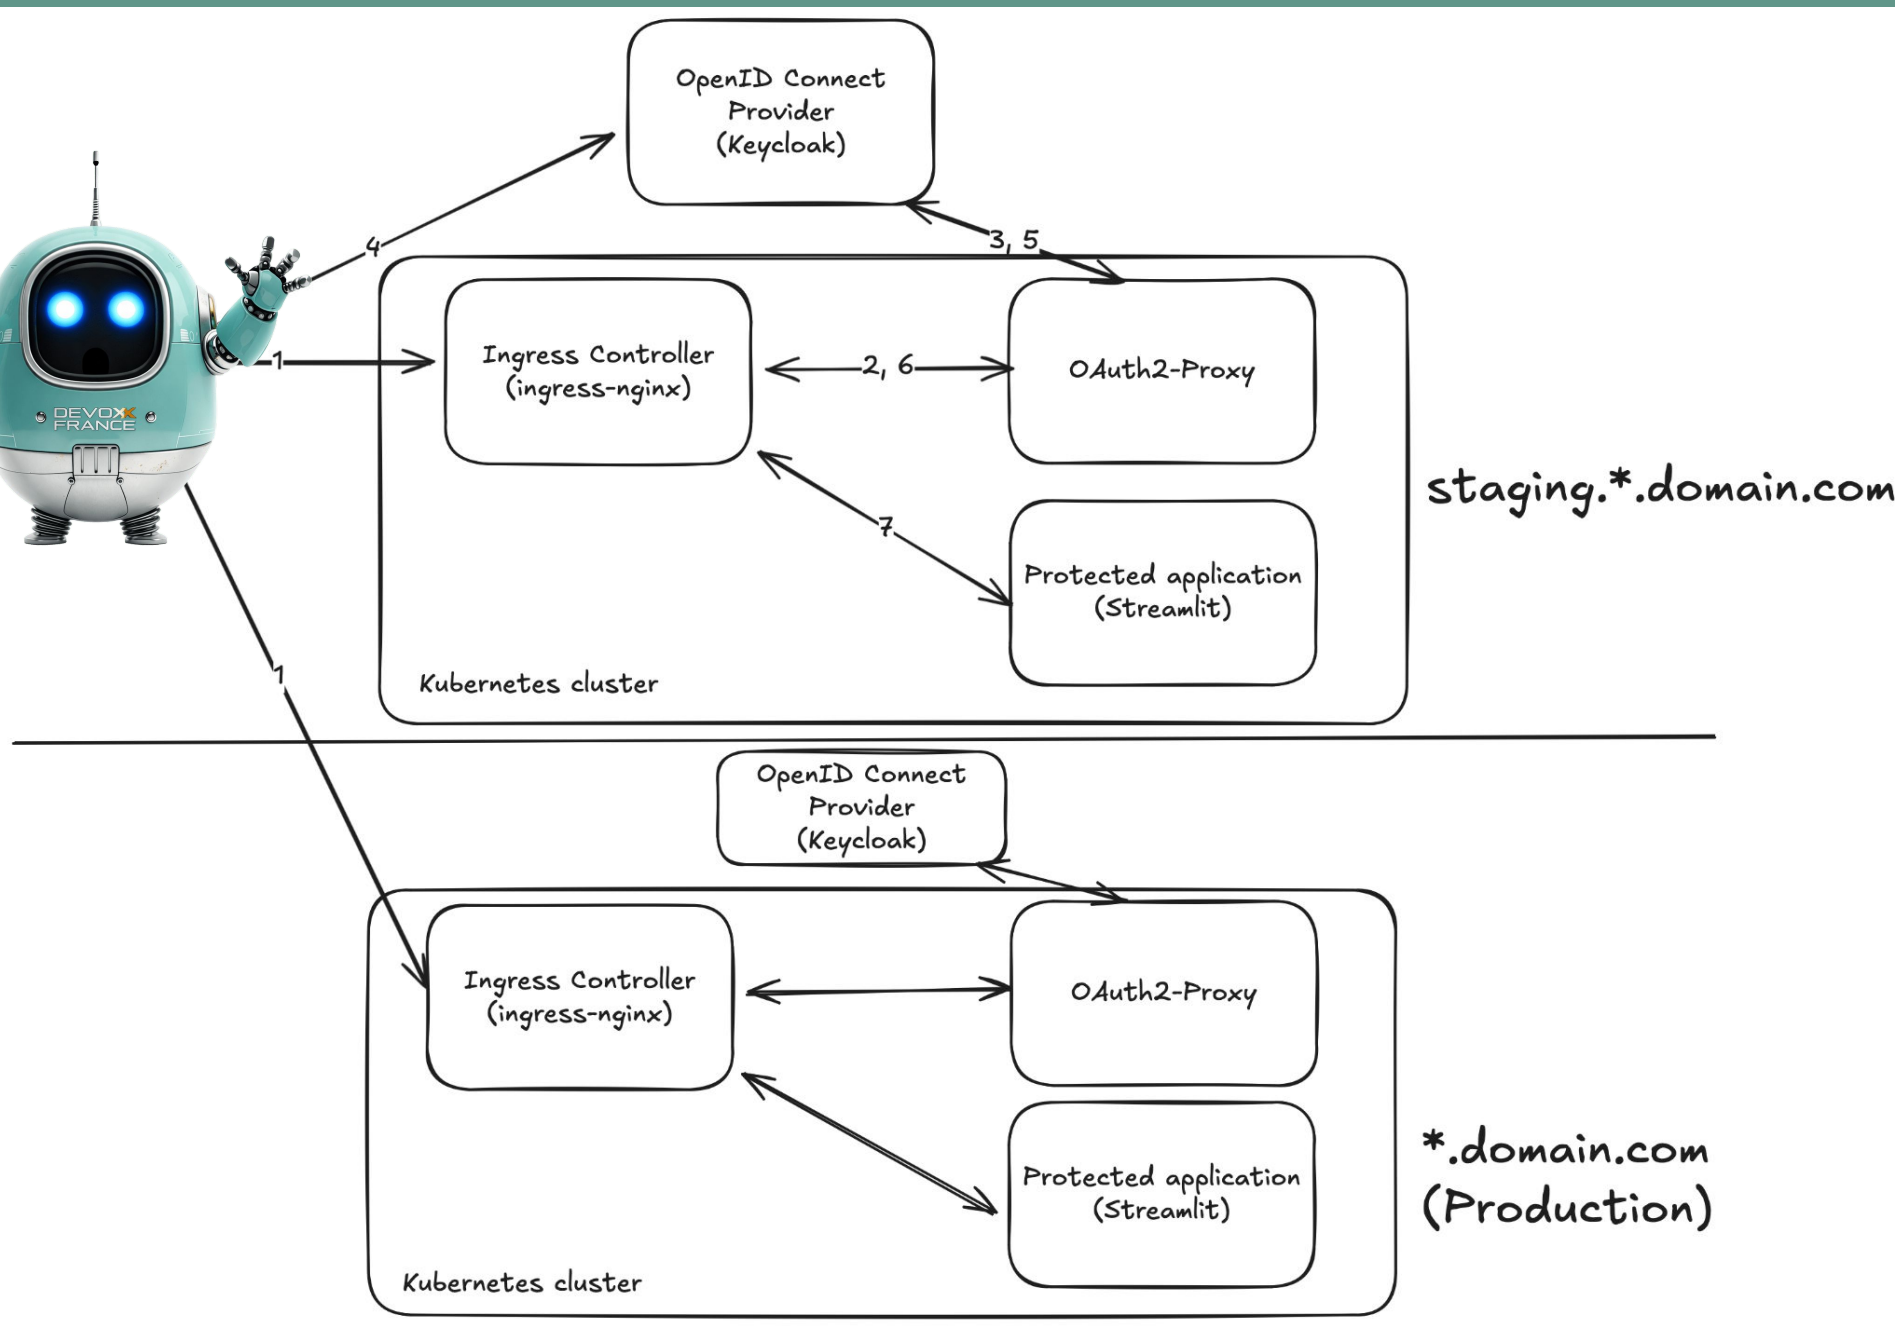 OpenID Connect
Provider
(Keycloak)
4
3, 5
1
Ingress Controller
(ingress-nginx)
2, 6
OAuth2-Proxy
DEVOXX
FRANCE
staging.*.domain.com
7
Protected application
(Streamlit)
1
Kubernetes cluster
OpenID Connect
Provider
(Keycloak)
Ingress Controller
(ingress-nginx)
OAuth2-Proxy
*.domain.com
(Production)
Protected application
(Streamlit)
Kubernetes cluster